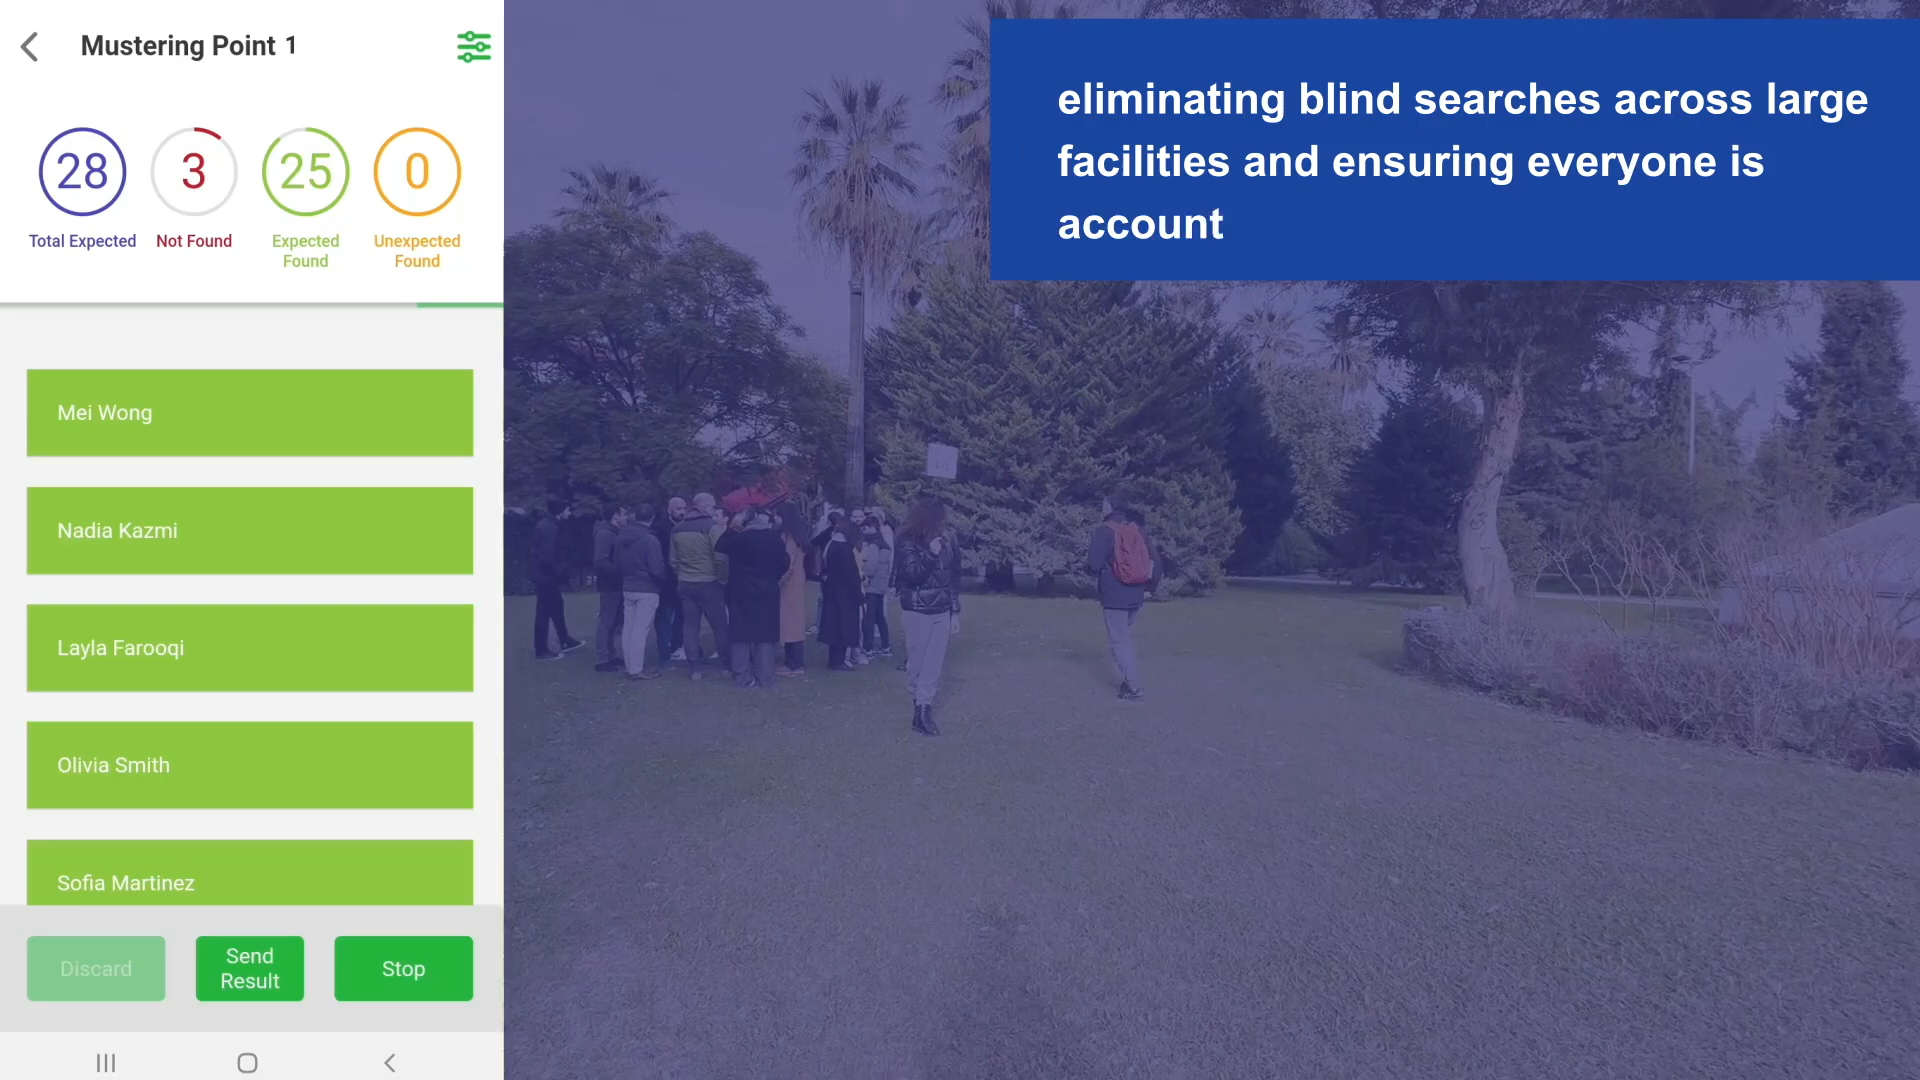 Mustering Point 1
28
3
25
0
Total Expected
Not Found
Expected
Found
Unexpected
Found
Mei Wong
Nadia Kazmi
Layla Farooqi
Olivia Smith
Sofia Martinez
Discard
Send
Result
Stop
eliminating blind searches across large
facilities and ensuring everyone is
account